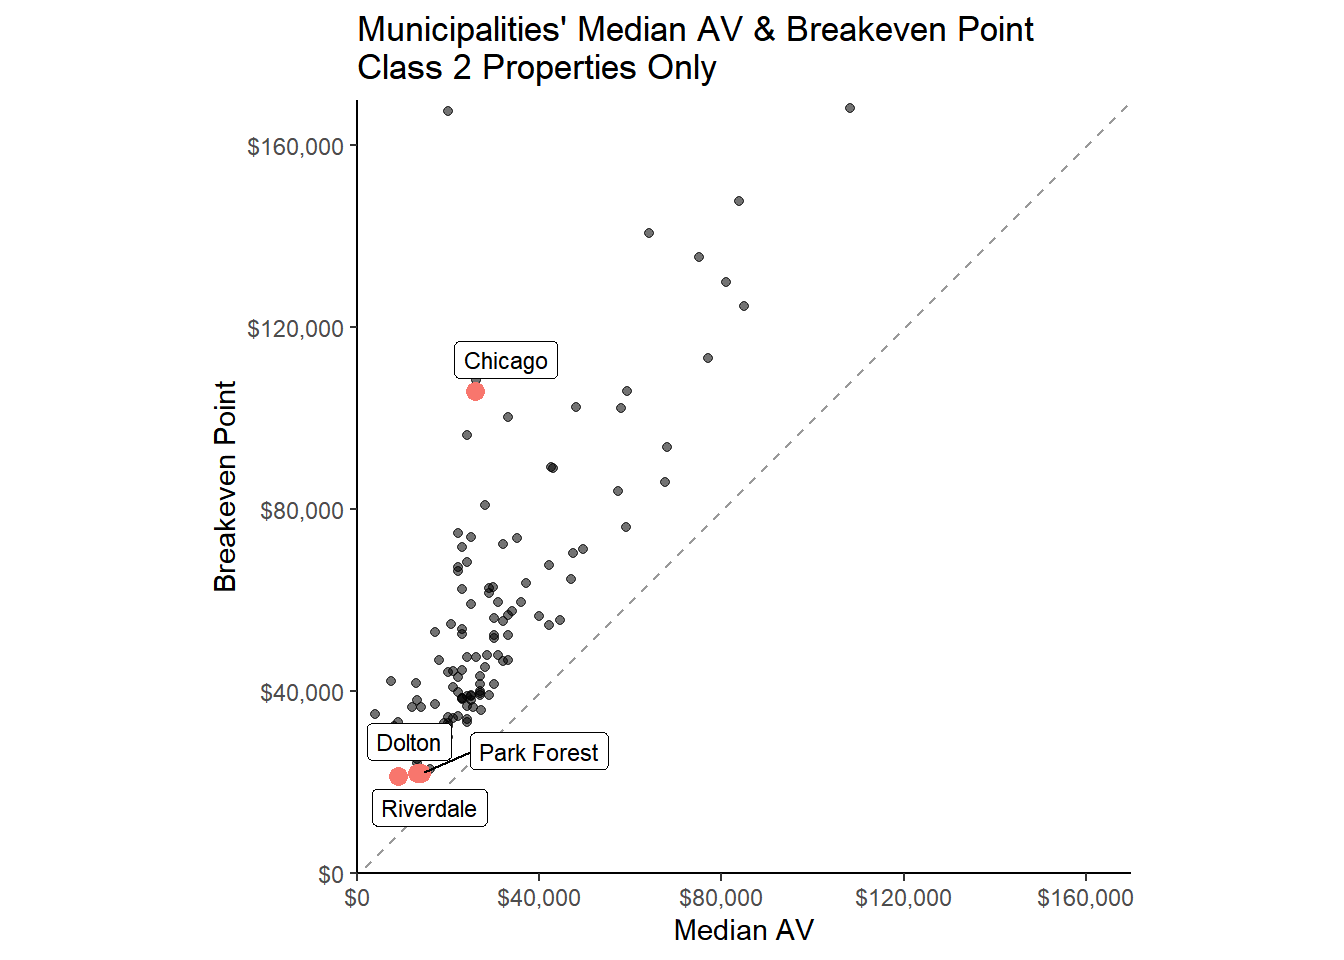 Municipalities' Median AV & Breakeven Point
Class 2 Properties Only
$160,000
$120,000
$80,000
$40,000
$0
Breakeven Point
Chicago
Dolton
Park Forest
Riverdale
$0
$40,000
$80,000
$120,000
$160,000
Median AV